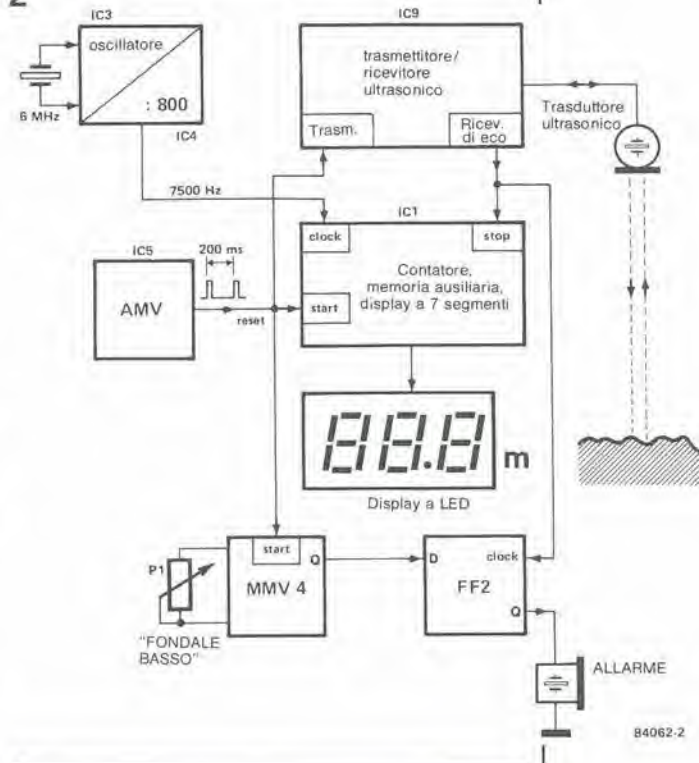 2
IC3
oscillatore
: 800
6 MHz
IC4
IC9
trasmettitore/
ricevitore
ultrasonico
Trasm.
Ricev.
di eco
Trasduttore
ultrasonico
7500 Hz
IC1
clock
stop
Contatore,
memoria ausiliaria,
display a 7 segmenti
start
IC5
200 ms
AMV
reset
88.8 m
Display a LED
start
Q
MMV 4
P1
"FONDALE
BASSO"
D
clock
FF2
Q
ALLARME
84062-2